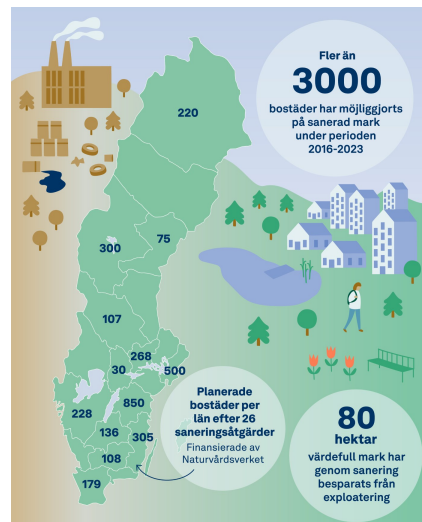 Fler än
3000
bostäder har möjliggjorts
på sanerad mark
under perioden
2016-2023
220
75
300
107
268
30
500
228
850
136
305
108
179
Planerade
bostäder per
län efter 26
saneringsåtgärder
Finansierade av
Naturvårdsverket
80
hektar
värdefull mark har
genom sanering
besparats från
exploatering